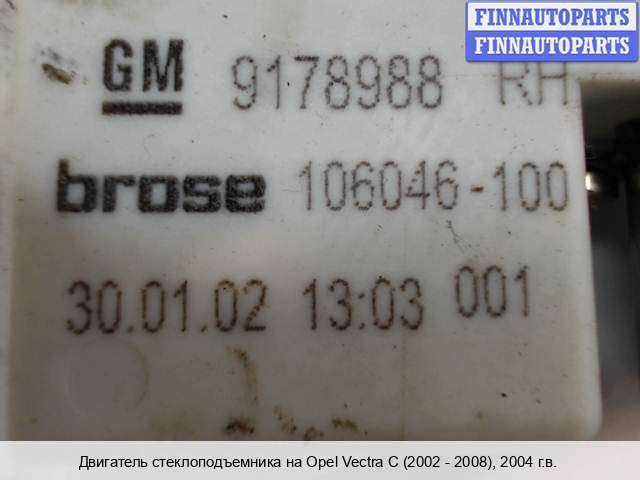 FINNAUTOPARTS
FINNAUTOPARTS
GM 9178988 RH
brose 106046-100
30.01.02 13:03 001
Двигатель стеклоподъемника на Opel Vectra C (2002 - 2008), 2004 г.в.